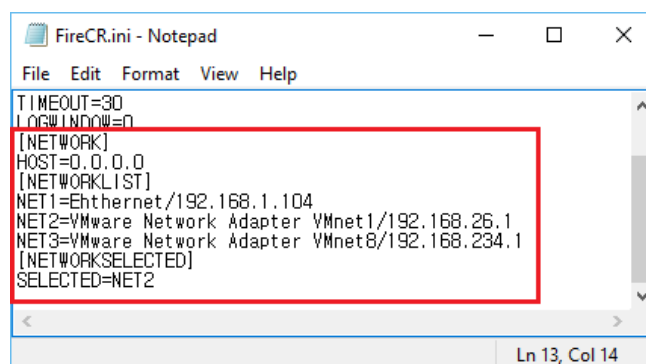 FireCR.ini - Notepad
File Edit Format View Help
TIMEOUT=30
LOGWINDOW=0
[NETWORK]
HOST=0.0.0.0
[NETWORKLIST]
NET1=Ehthernet/192.168.1.104
NET2=VMware Network Adapter VMnet1/192.168.26.1
NET3=VMware Network Adapter VMnet8/192.168.234.1
[NETWORKSELECTED]
SELECTED=NET2
Ln 13, Col 14